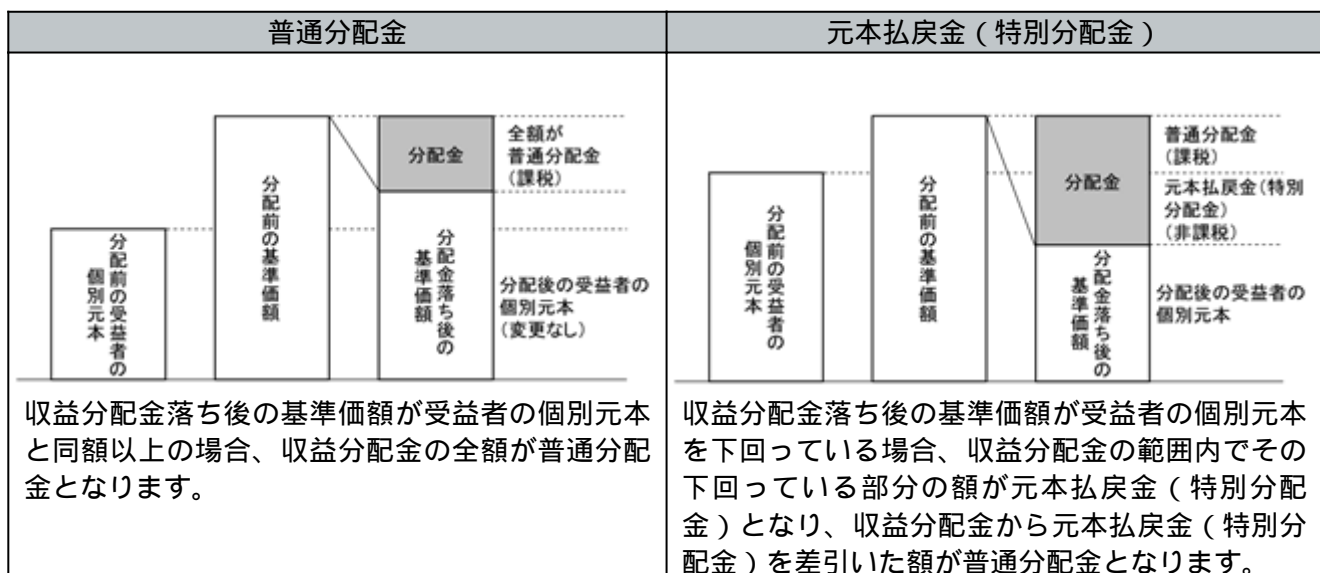 普通分配金
分配前の受益者の
個別元本
分配前の基準価額
分配金
分配金落ち後の
基準価額
全額が
普通分配金
(課税)
分配後の受益者の
個別元本
(変更なし)
収益分配金落ち後の基準価額が受益者の個別元本
と同額以上の場合、収益分配金の全額が普通分配
金となります。
元本払戻金(特別分配金)
分配前の受益者の
個別元本
分配前の基準価額
分配金
分配金落ち後の
基準価額
普通分配金
(課税)
元本払戻金(特別
分配金)
(非課税)
分配後の受益者の
個別元本
収益分配金落ち後の基準価額が受益者の個別元本
を下回っている場合、収益分配金の範囲内でその
下回っている部分の額が元本払戻金(特別分配
金)となり、収益分配金から元本払戻金(特別分
配金)を差引いた額が普通分配金となります。